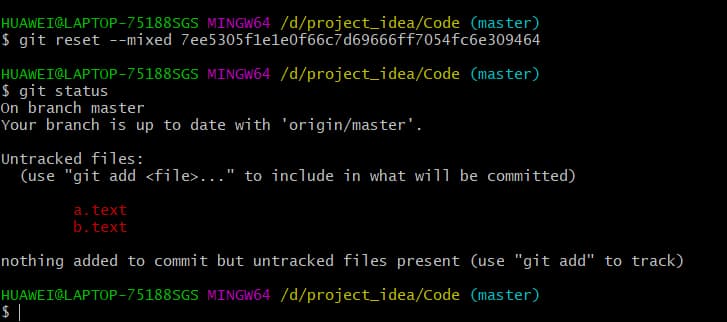 HUAWEI@LAPTOP-75188SGS MINGW64 /d/project_idea/Code (master)
$ git reset --mixed 7ee5305f1e1e0f66c7d69666ff7054fc6e309464
HUAWEI@LAPTOP-75188SGS MINGW64 /d/project_idea/Code (master)
$ git status
On branch master
Your branch is up to date with 'origin/master'.
Untracked files:
  (use "git add <file>..." to include in what will be committed)
        a.text
        b.text
nothing added to commit but untracked files present (use "git add" to track)
HUAWEI@LAPTOP-75188SGS MINGW64 /d/project_idea/Code (master)
$